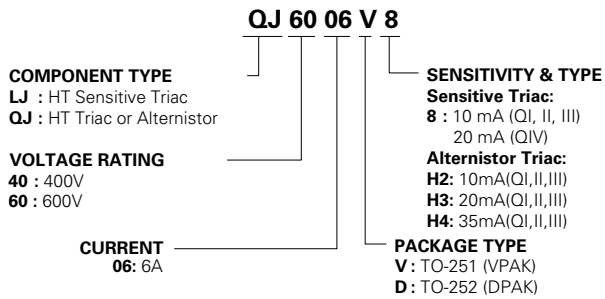 QJ 60 06 V 8
COMPONENT TYPE
LJ : HT Sensitive Triac
QJ : HT Triac or Alternistor
VOLTAGE RATING
40 : 400V
60 : 600V
CURRENT
06: 6A
SENSITIVITY & TYPE
Sensitive Triac:
8 : 10 mA (QI, II, III)
20 mA (QIV)
Alternistor Triac:
H2: 10mA(QI,II,III)
H3: 20mA(QI,II,III)
H4: 35mA(QI,II,III)
PACKAGE TYPE
V : TO-251 (VPAK)
D : TO-252 (DPAK)